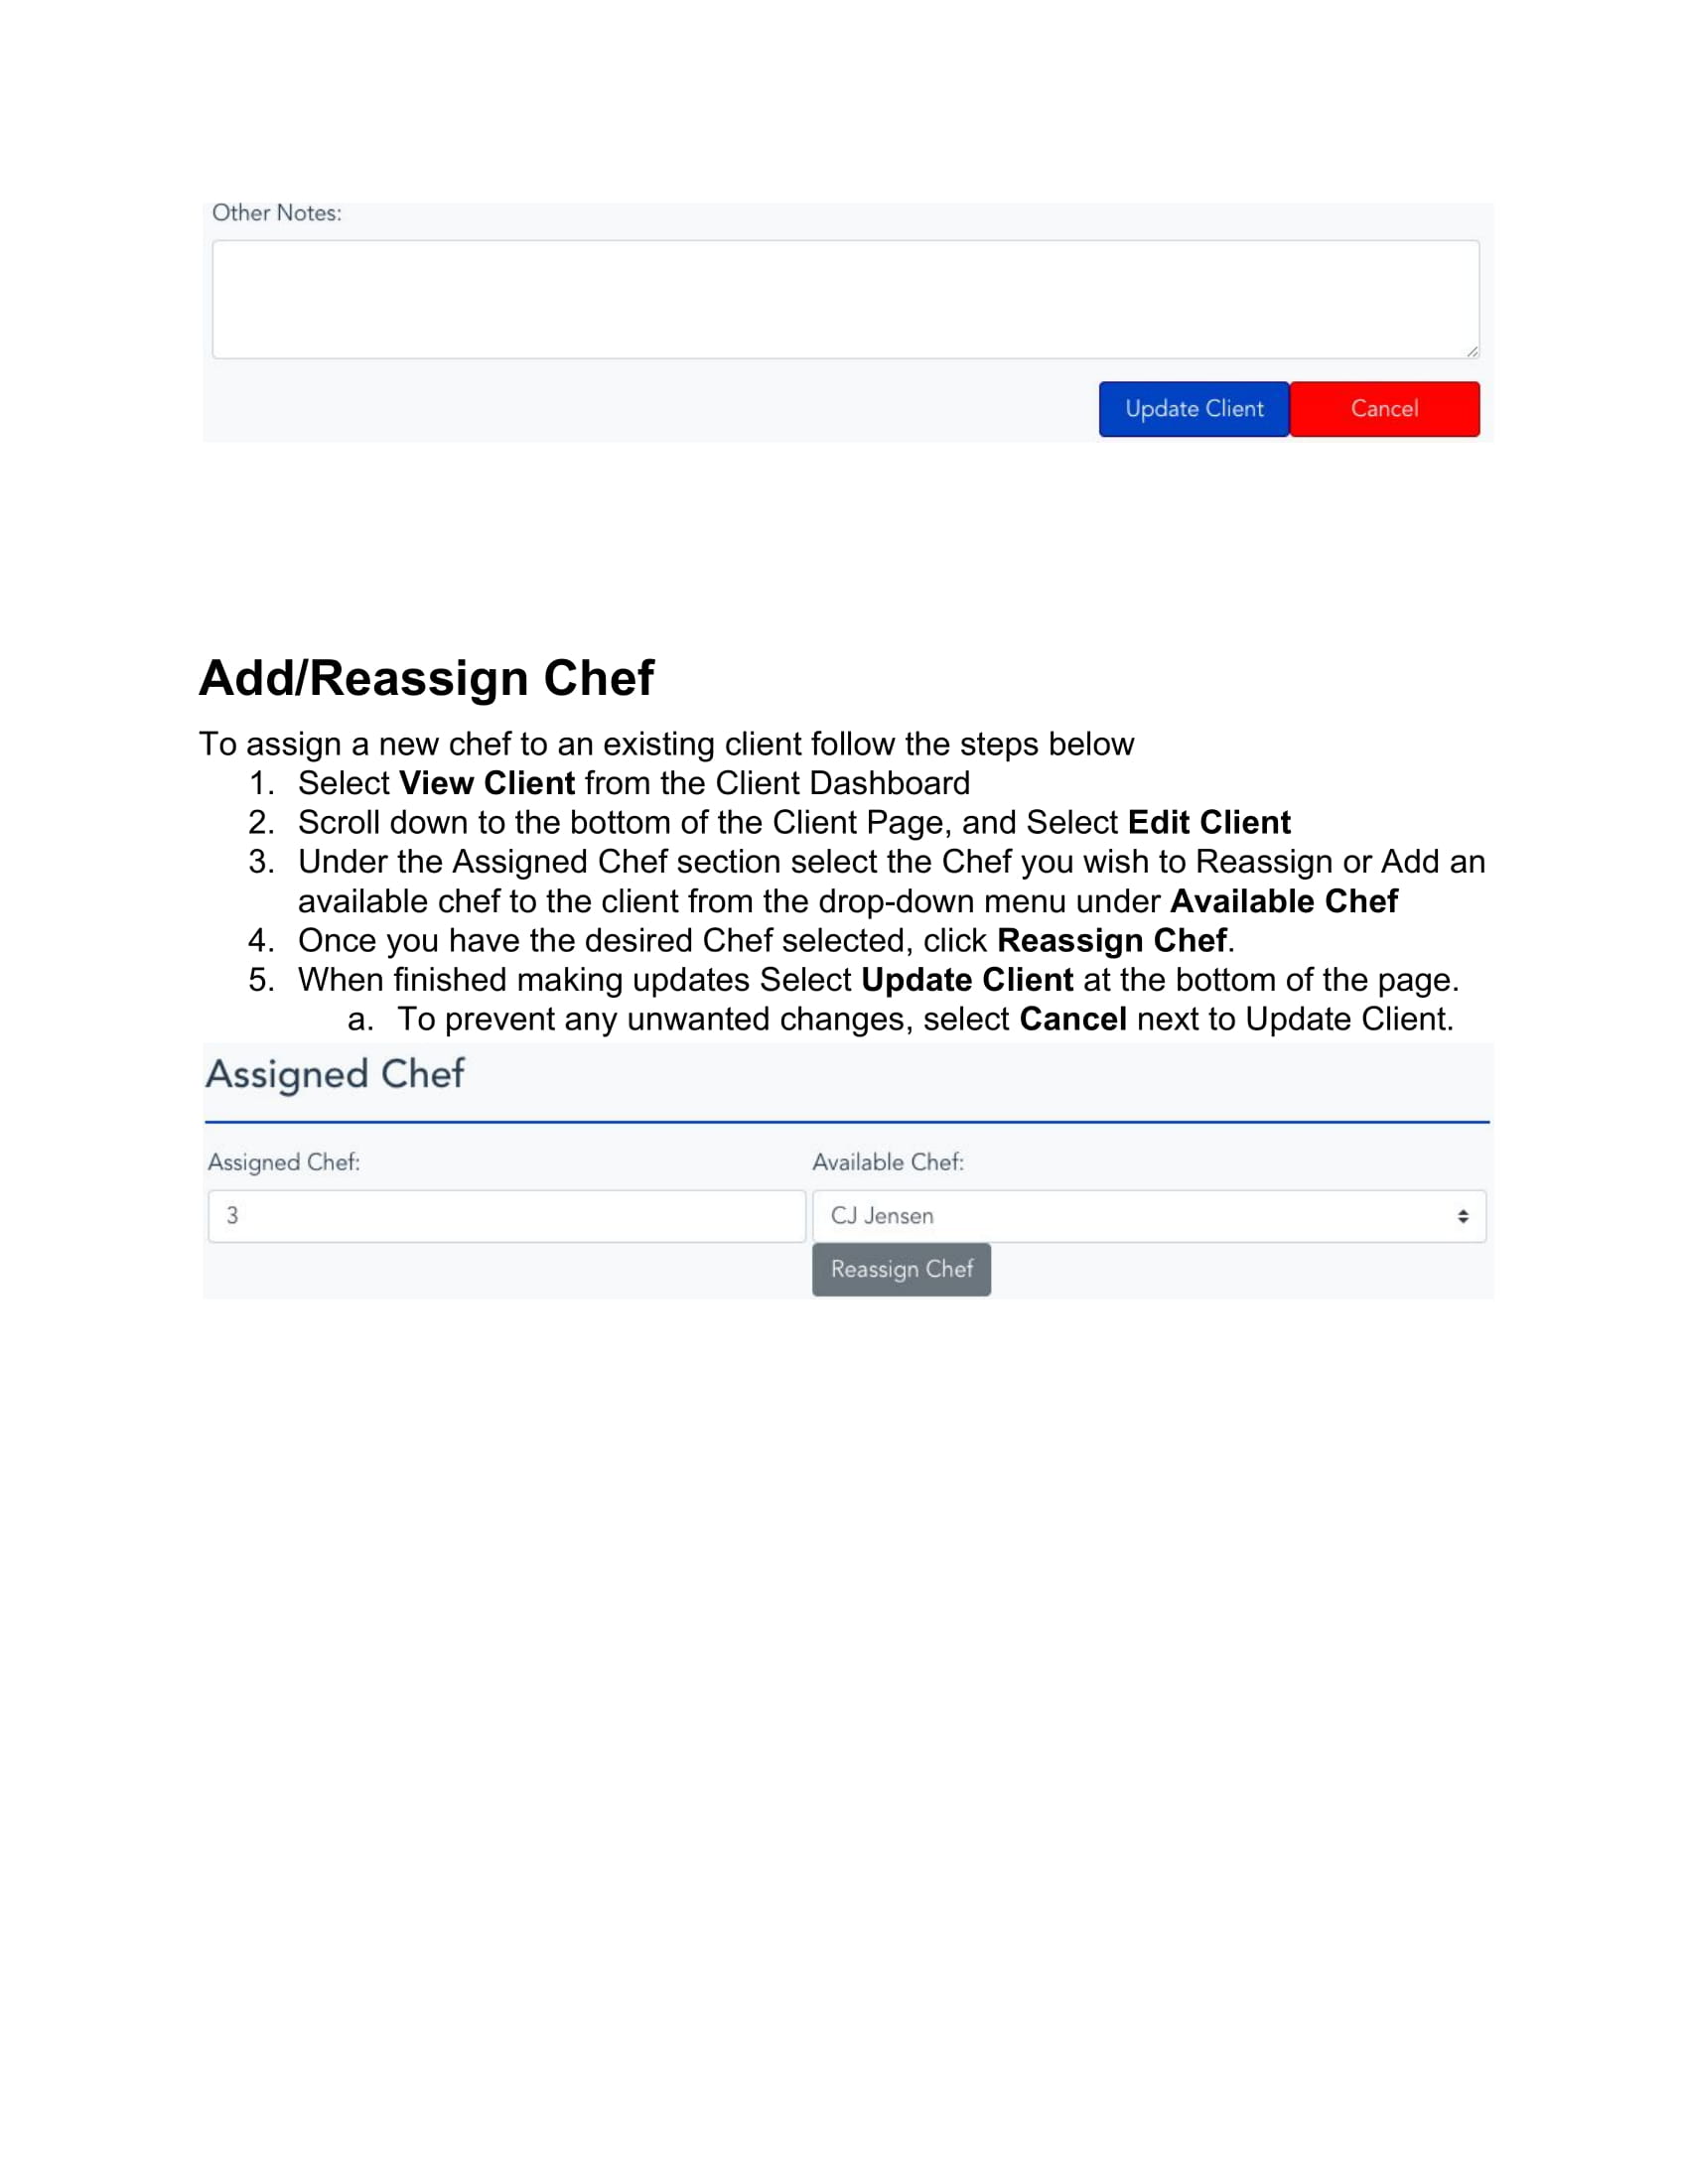 Other Notes:
Update Client Cancel
Add/Reassign Chef
To assign a new chef to an existing client follow the steps below
1. Select View Client from the Client Dashboard
2. Scroll down to the bottom of the Client Page, and Select Edit Client
3. Under the Assigned Chef section select the Chef you wish to Reassign or Add an
available chef to the client from the drop-down menu under Available Chef
4. Once you have the desired Chef selected, click Reassign Chef.
5. When finished making updates Select Update Client at the bottom of the page.
a. To prevent any unwanted changes, select Cancel next to Update Client.
Assigned Chef
Assigned Chef: Available Chef:
3 CJ Jensen
Reassign Chef